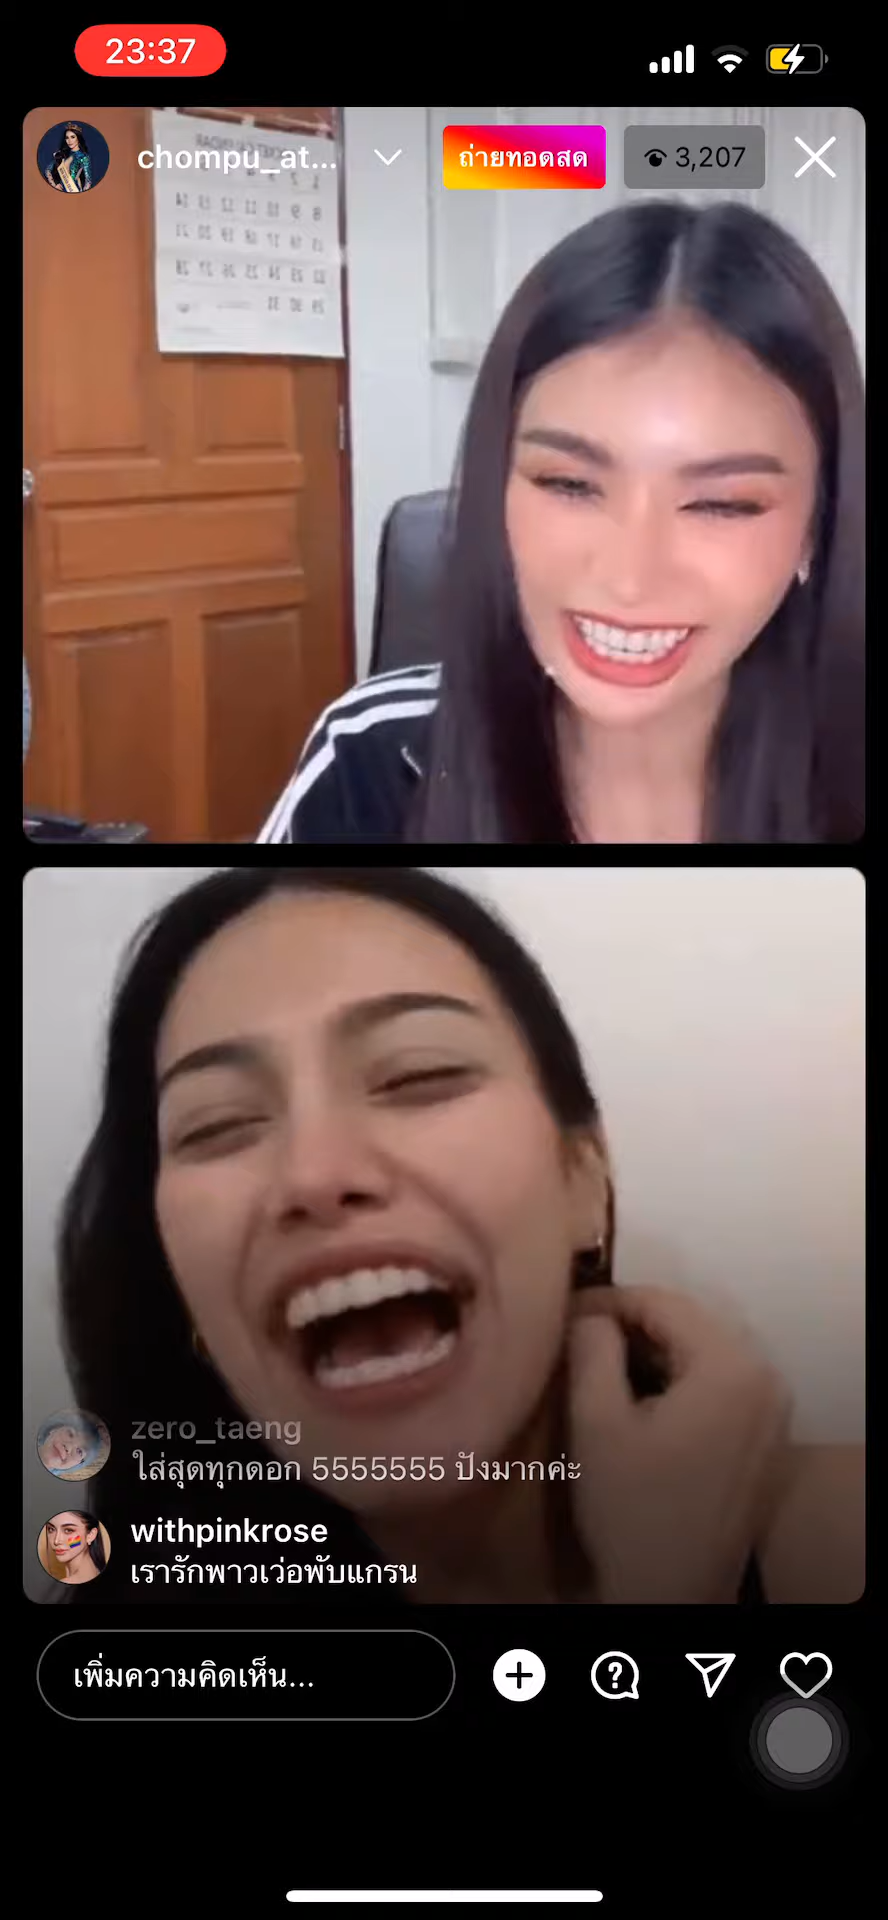 23:37
chompu_at...
ถ่ายทอดสด
3,207
zero_taeng
ใส่สุดทุกดอก 5555555 ปังมากค่ะ
withpinkrose
เรารักพาวเว่อพับแกรน
เพิ่มความคิดเห็น...